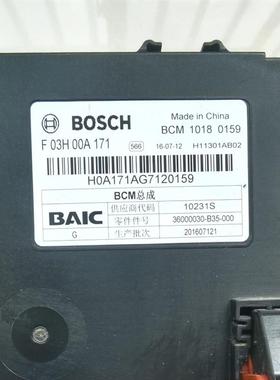 BOSCH
Made in China
BCM 1018 0159
F 03H 00A 171
566
16-07-12
H11301AB02
H0A171AG7120159
BCM总成
BAIC
G
供应商代码
10231S
零件件号
36000030-B35-000
生产批次
201607121